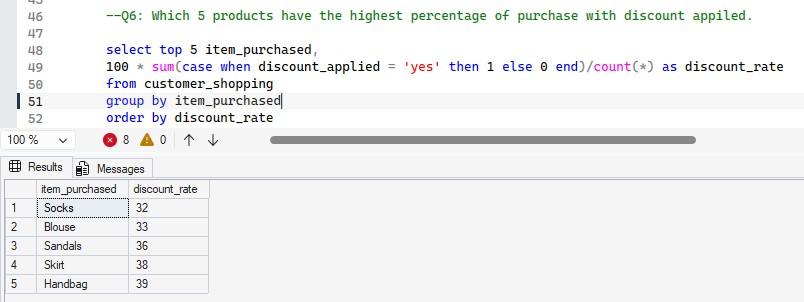 46 --Q6: Which 5 products have the highest percentage of purchase with discount appiled.
47
48 select top 5 item_purchased,
49 100 * sum(case when discount_applied = 'yes' then 1 else 0 end)/count(*) as discount_rate
50 from customer_shopping
51 group by item_purchased
52 order by discount_rate
100 % 8 0
Results Messages
item_purchased discount_rate
1 Socks 32
2 Blouse 33
3 Sandals 36
4 Skirt 38
5 Handbag 39